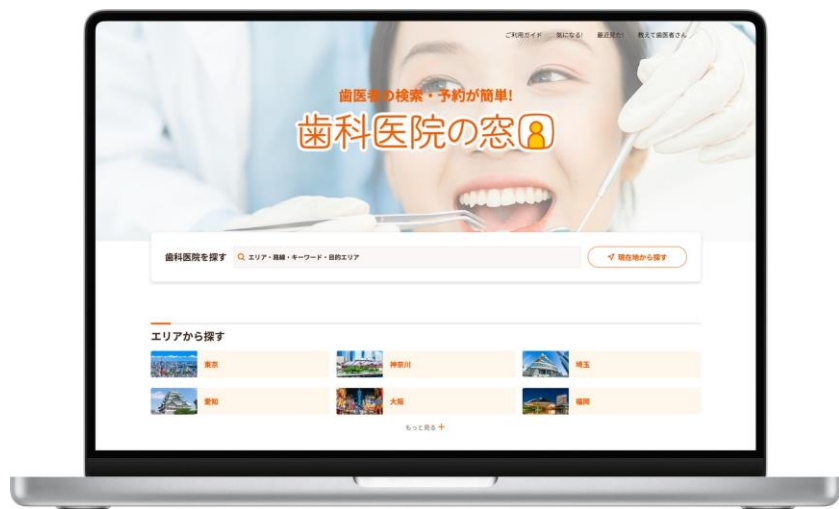 ご利用ガイド 気になる! 最近見た! 教えて歯医者さん
歯医者の検索・予約が簡単!
歯科医院の窓口
歯科医院を探す エリア・路線・キーワード・目的エリア 現在地から探す
エリアから探す
東京 神奈川 埼玉
愛知 大阪 福岡
もっと見る +